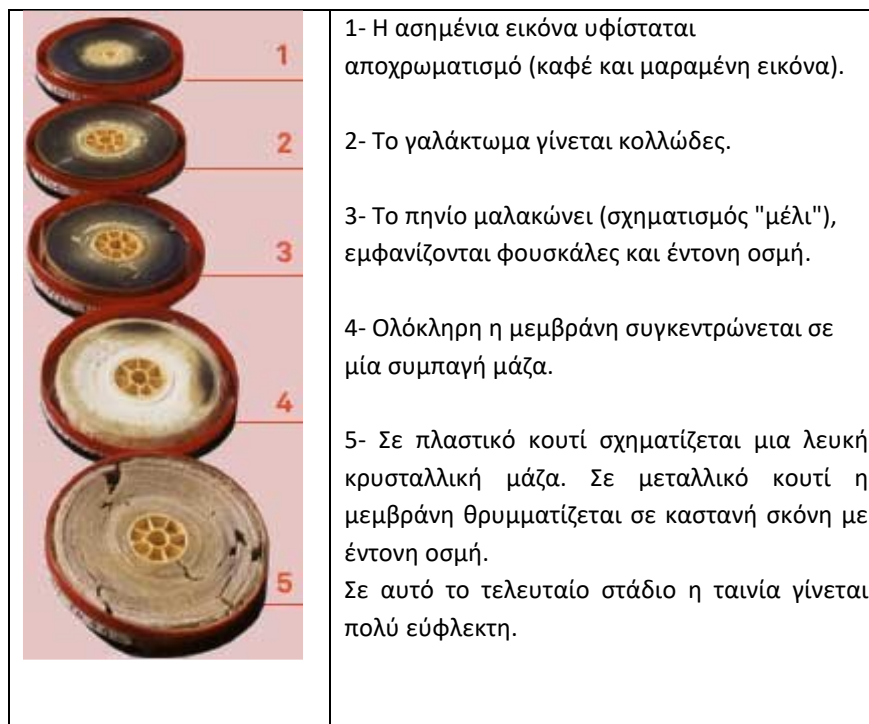 1
2
3
4
5
1- Η ασημένια εικόνα υφίσταται
αποχρωματισμό (καφέ και μαραμένη εικόνα).
2- Το γαλάκτωμα γίνεται κολλώδες.
3- Το πηνίο μαλακώνει (σχηματισμός "μέλι"),
εμφανίζονται φουσκάλες και έντονη οσμή.
4- Ολόκληρη η μεμβράνη συγκεντρώνεται σε
μία συμπαγή μάζα.
5- Σε πλαστικό κουτί σχηματίζεται μια λευκή
κρυσταλλική μάζα. Σε μεταλλικό κουτί η
μεμβράνη θρυμματίζεται σε καστανή σκόνη με
έντονη οσμή.
Σε αυτό το τελευταίο στάδιο η ταινία γίνεται
πολύ εύφλεκτη.